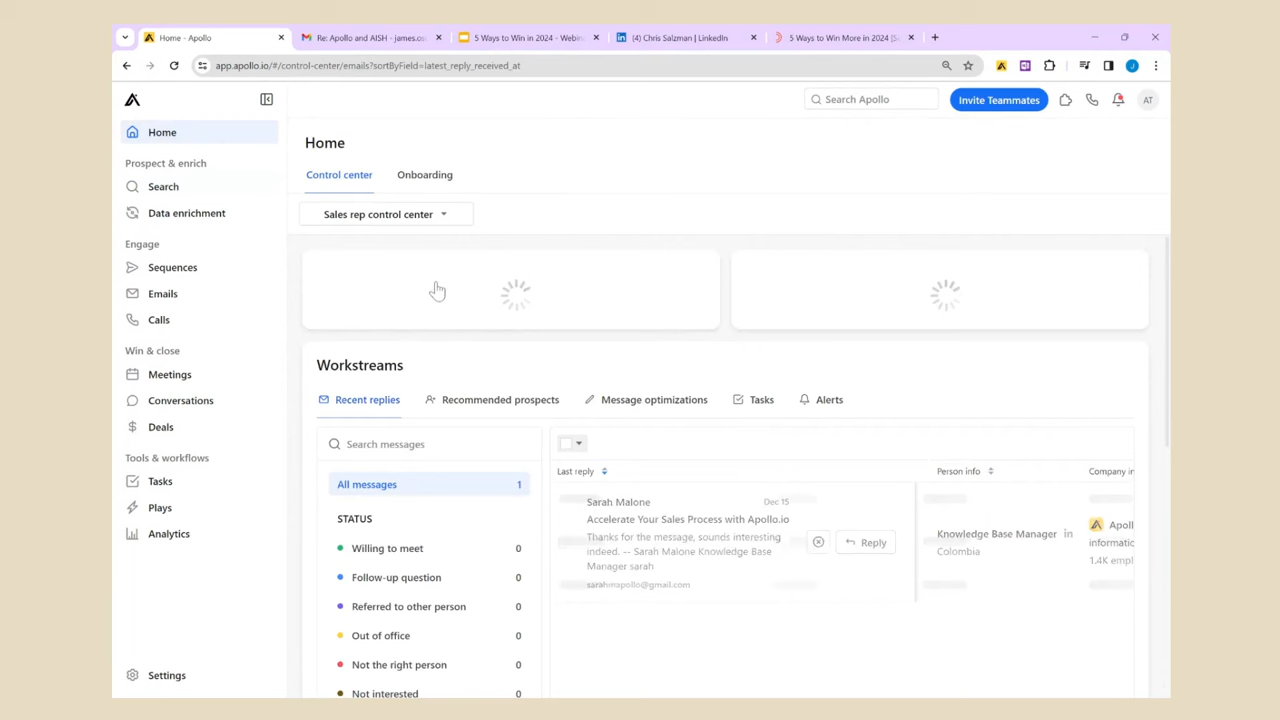 Home - Apollo
Re: Apollo and AISH - james.os
5 Ways to Win in 2024 - Webin
(4) Chris Salzman | LinkedIn
5 Ways to Win More in 2024 [S
app.apollo.io/#/control-center/emails?sortByField=latest_reply_received_at
J
Search Apollo
Invite Teammates
AT
Home
Prospect & enrich
Search
Data enrichment
Engage
Sequences
Emails
Calls
Win & close
Meetings
Conversations
Deals
Tools & workflows
Tasks
Plays
Analytics
Settings
Home
Control center
Onboarding
Sales rep control center
Workstreams
Recent replies
Recommended prospects
Message optimizations
Tasks
Alerts
Search messages
All messages 1
STATUS
Willing to meet 0
Follow-up question 0
Referred to other person 0
Out of office 0
Not the right person 0
Not interested 0
Last reply
Person info
Company in
Sarah Malone Dec 15
Accelerate Your Sales Process with Apollo.io
Thanks for the message, sounds interesting
indeed. -- Sarah Malone Knowledge Base
Manager sarah
sarahmapollo@gmail.com
Reply
Knowledge Base Manager
Colombia
Apoll
information
1.4K empl